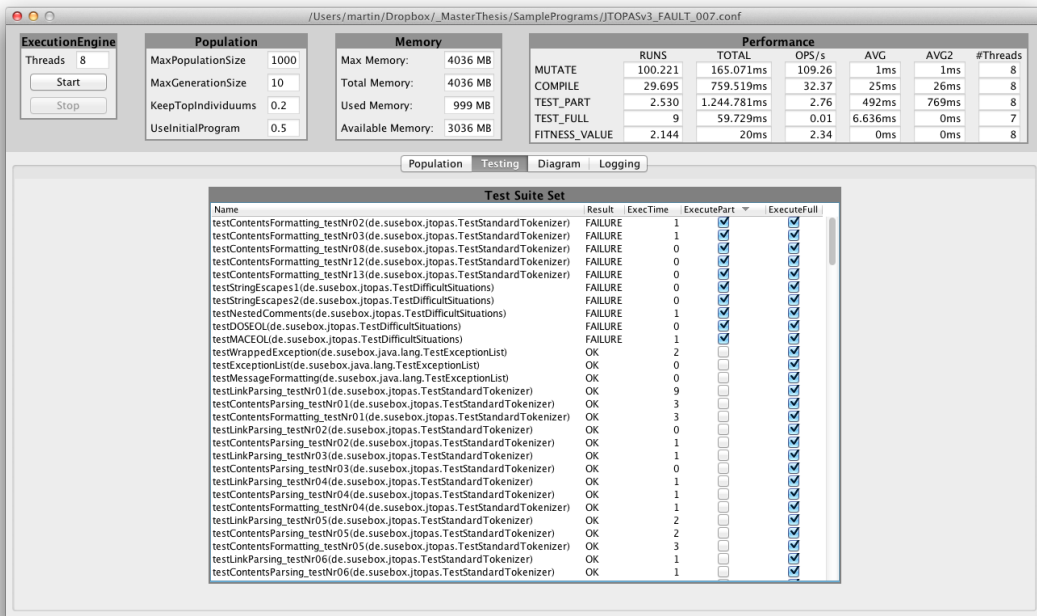 /Users/martin/Dropbox/_MasterThesis/SamplePrograms/JTOPASv3_FAULT_007.conf
ExecutionEngine
Threads 8
Start
Stop
Population
MaxPopulationSize 1000
MaxGenerationSize 10
KeepTopIndividuums 0.2
UseInitialProgram 0.5
Memory
Max Memory: 4036 MB
Total Memory: 4036 MB
Used Memory: 999 MB
Available Memory: 3036 MB
Performance
RUNS TOTAL OPS/s AVG AVG2 #Threads
MUTATE 100.221 165.071ms 109.26 1ms 1ms 8
COMPILE 29.695 759.519ms 32.37 25ms 26ms 8
TEST_PART 2.530 1.244.781ms 2.76 492ms 769ms 8
TEST_FULL 9 59.729ms 0.01 6.636ms 0ms 7
FITNESS_VALUE 2.144 20ms 2.34 0ms 0ms 8
Population Testing Diagram Logging
Test Suite Set
Name Result ExecTime ExecutePart ExecuteFull
testContentsFormatting_testNr02(de.susebox.jtopas.TestStandardTokenizer) FAILURE 1
testContentsFormatting_testNr03(de.susebox.jtopas.TestStandardTokenizer) FAILURE 1
testContentsFormatting_testNr08(de.susebox.jtopas.TestStandardTokenizer) FAILURE 0
testContentsFormatting_testNr12(de.susebox.jtopas.TestStandardTokenizer) FAILURE 0
testContentsFormatting_testNr13(de.susebox.jtopas.TestStandardTokenizer) FAILURE 0
testStringEscapes1(de.susebox.jtopas.TestDifficultSituations) FAILURE 0
testStringEscapes2(de.susebox.jtopas.TestDifficultSituations) FAILURE 0
testNestedComments(de.susebox.jtopas.TestDifficultSituations) FAILURE 1
testDOSEOL(de.susebox.jtopas.TestDifficultSituations) FAILURE 0
testMACEOL(de.susebox.jtopas.TestDifficultSituations) FAILURE 1
testWrappedException(de.susebox.java.lang.TestExceptionList) OK 2
testExceptionList(de.susebox.java.lang.TestExceptionList) OK 0
testMessageFormatting(de.susebox.java.lang.TestExceptionList) OK 0
testLinkParsing_testNr01(de.susebox.jtopas.TestStandardTokenizer) OK 9
testContentsParsing_testNr01(de.susebox.jtopas.TestStandardTokenizer) OK 3
testContentsFormatting_testNr01(de.susebox.jtopas.TestStandardTokenizer) OK 3
testLinkParsing_testNr02(de.susebox.jtopas.TestStandardTokenizer) OK 0
testContentsParsing_testNr02(de.susebox.jtopas.TestStandardTokenizer) OK 1
testLinkParsing_testNr03(de.susebox.jtopas.TestStandardTokenizer) OK 1
testContentsParsing_testNr03(de.susebox.jtopas.TestStandardTokenizer) OK 0
testLinkParsing_testNr04(de.susebox.jtopas.TestStandardTokenizer) OK 1
testContentsParsing_testNr04(de.susebox.jtopas.TestStandardTokenizer) OK 1
testContentsFormatting_testNr04(de.susebox.jtopas.TestStandardTokenizer) OK 1
testLinkParsing_testNr05(de.susebox.jtopas.TestStandardTokenizer) OK 2
testContentsParsing_testNr05(de.susebox.jtopas.TestStandardTokenizer) OK 2
testContentsFormatting_testNr05(de.susebox.jtopas.TestStandardTokenizer) OK 3
testLinkParsing_testNr06(de.susebox.jtopas.TestStandardTokenizer) OK 1
testContentsParsing_testNr06(de.susebox.jtopas.TestStandardTokenizer) OK 1